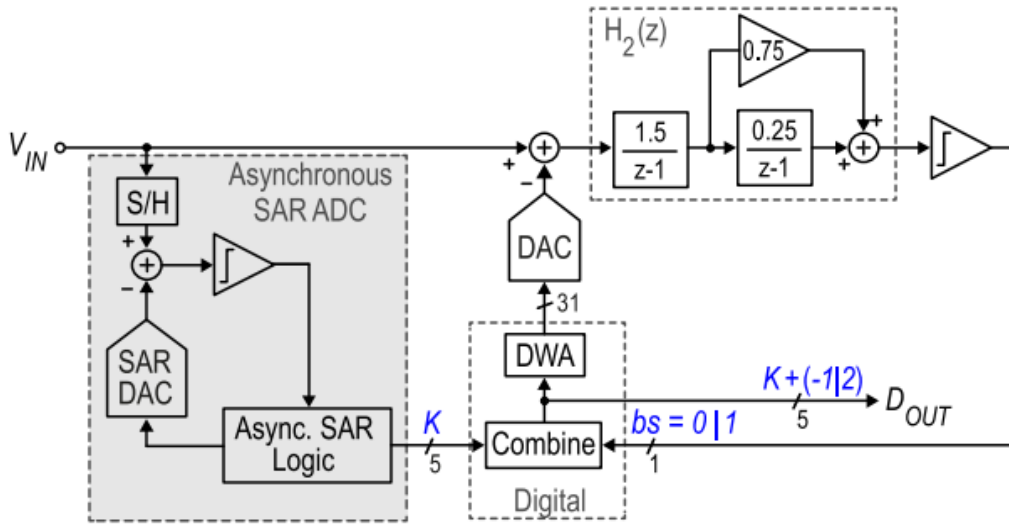 H2(z)
0.75
1.5
z-1
0.25
z-1
+
+
+
VIN
+
+
−
Asynchronous
SAR ADC
S/H
+
+
−
DAC
31
SAR
DAC
DWA
K+(-1|2)
5
DOUT
Async. SAR
Logic
K
5
Combine
bs = 0|1
1
Digital